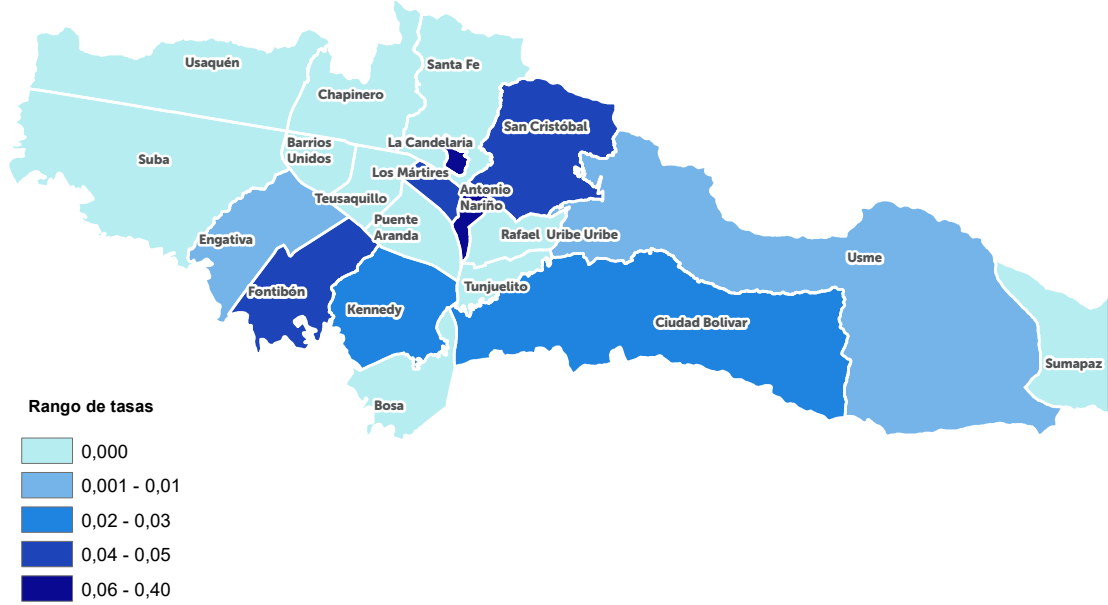 Usaquén
Santa Fe
Chapinero
San Cristóbal
La Candelaria
Barrios
Unidos
Suba
Los Mártires
Antonio
Nariño
Teusaquillo
Puente
Aranda
Rafael Uribe Uribe
Engativa
Usme
Tunjuelito
Fontibón
Kennedy
Ciudad Bolivar
Sumapaz
Bosa
Rango de tasas
0,000
0,001 - 0,01
0,02 - 0,03
0,04 - 0,05
0,06 - 0,40